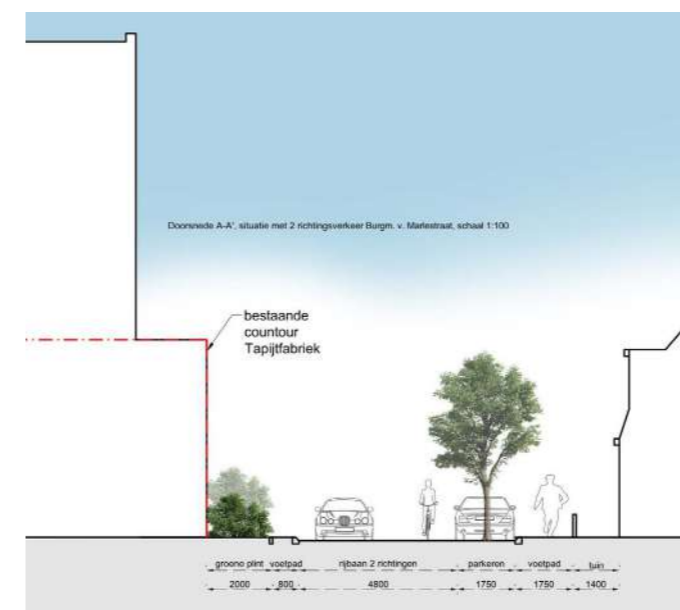 Doorsnede A-A', situatie met 2 richtingsverkeer Burgm. v. Martestraat, schaal 1:100
bestaande
countour
Tapijtfabriek
groene plint voetpad rijbaan 2 richtingen parkeren voetpad tuin
2000 800 4800 1750 1750 1400